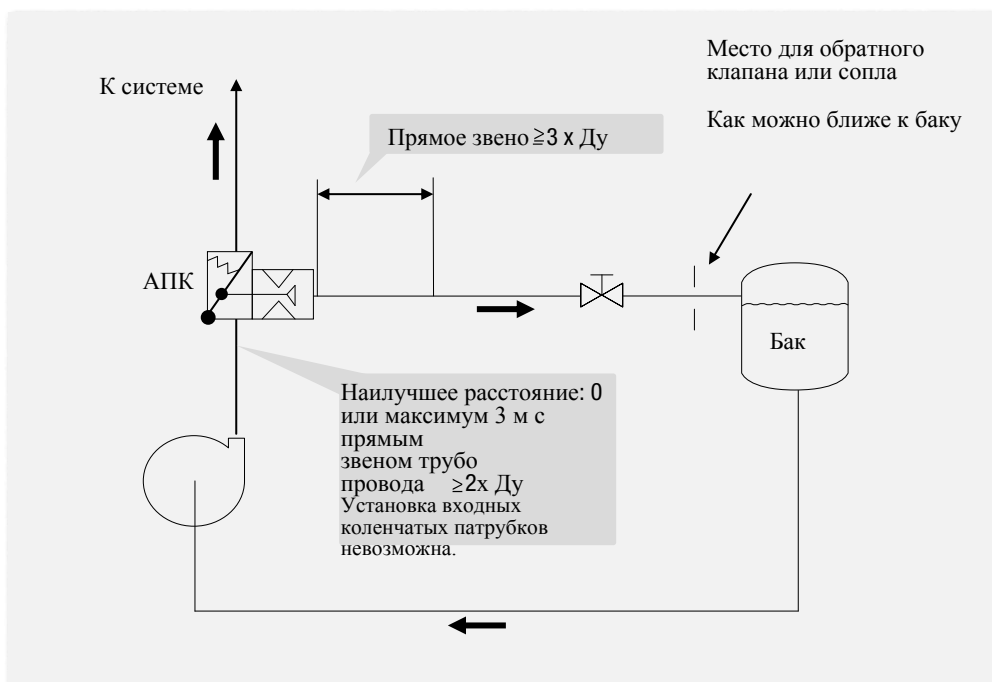 Место для обратного
клапана или сопла
Как можно ближе к баку
К системе
Прямое звено ≧3 x Ду
АПК
Бак
Наилучшее расстояние: 0
или максимум 3 м с
прямым
звеном трубо
провода ≥2x Ду
Установка входных
коленчатых патрубков
невозможна.